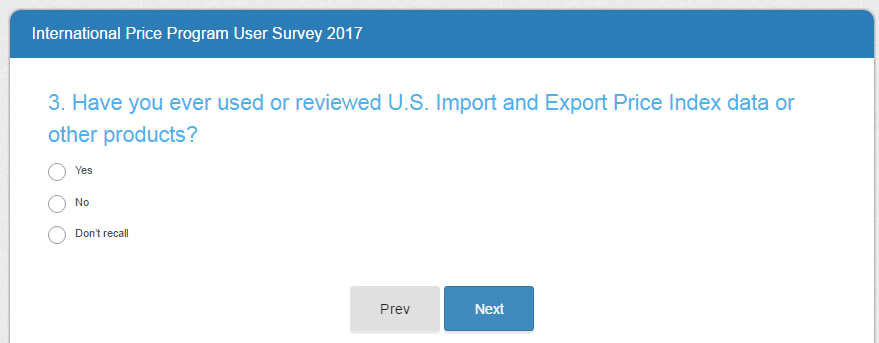 International Price Program User Survey 2017
3. Have you ever used or reviewed U.S. Import and Export Price Index data or
other products?
Yes
No
Don't recall
Prev
Next